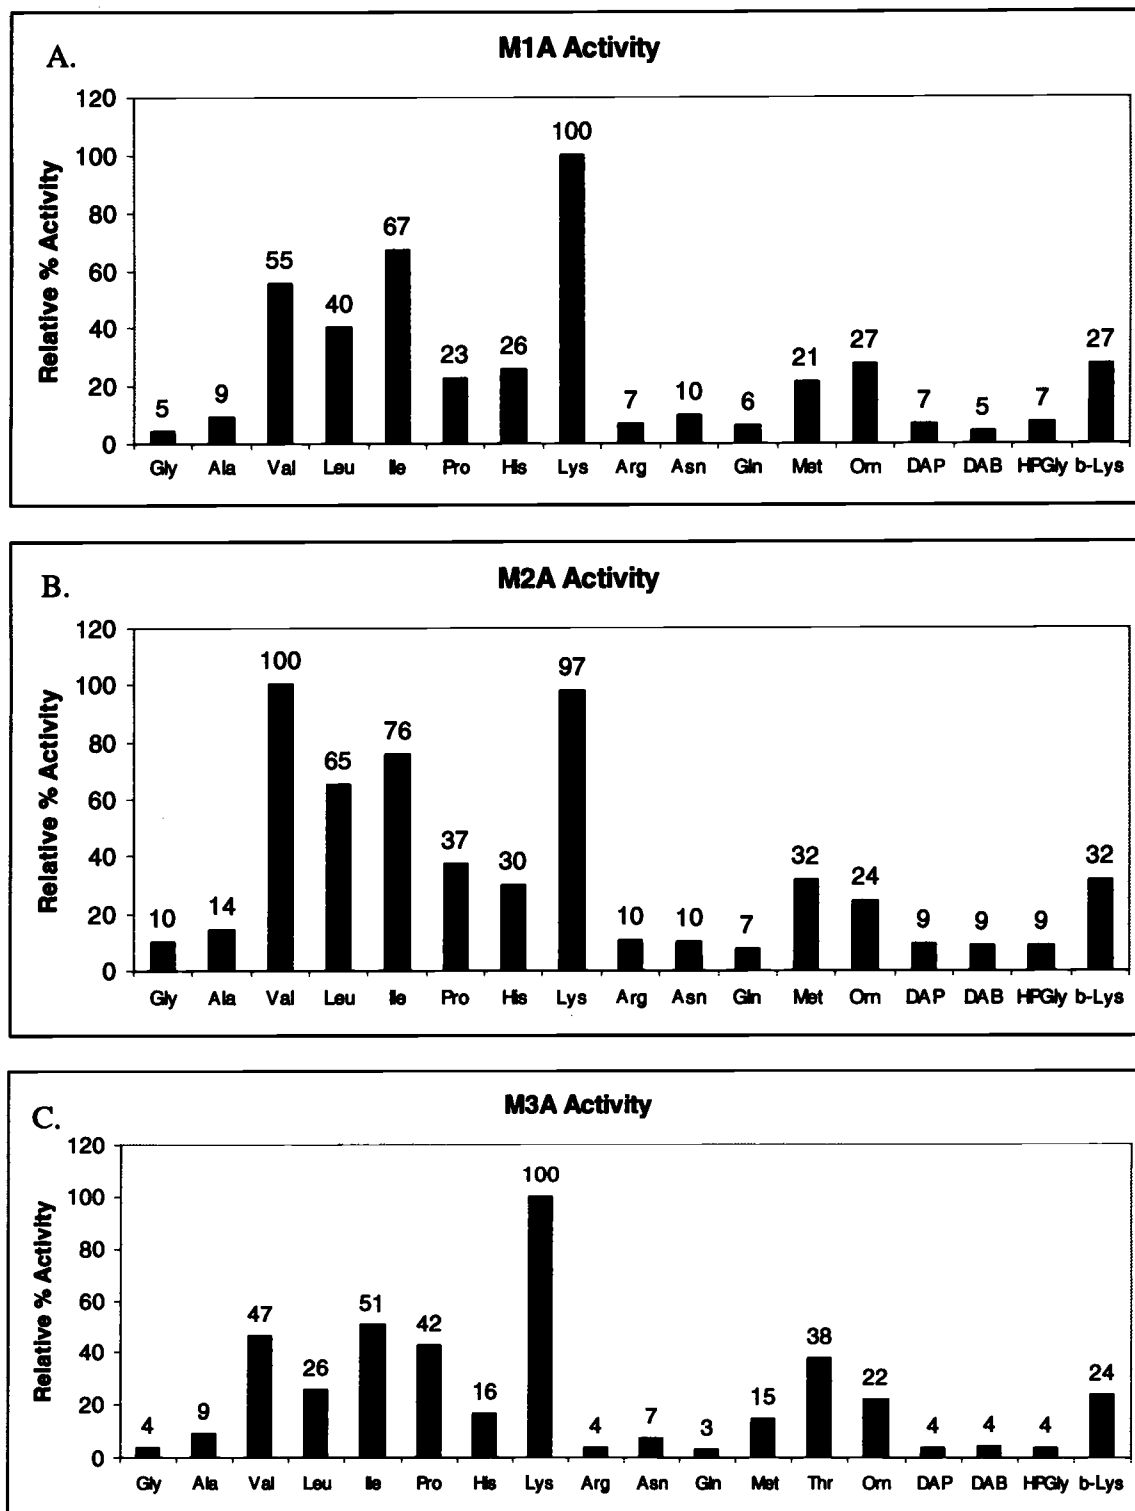 A.
M1A Activity
Relative % Activity
120
100
80
60
40
20
0
5 9 55 40 67 23 26 100 7 10 6 21 27 7 5 7 27
Gly Ala Val Leu Ile Pro His Lys Arg Asn Gln Met Orn DAP DAB HPGly b-Lys
B.
M2A Activity
Relative % Activity
120
100
80
60
40
20
0
10 14 100 65 76 37 30 97 10 10 7 32 24 9 9 9 32
Gly Ala Val Leu Ile Pro His Lys Arg Asn Gln Met Orn DAP DAB HPGly b-Lys
C.
M3A Activity
Relative % Activity
120
100
80
60
40
20
0
4 9 47 26 51 42 16 100 4 7 3 15 38 22 4 4 4 24
Gly Ala Val Leu Ile Pro His Lys Arg Asn Gln Met Thr Orn DAP DAB HPGly b-Lys